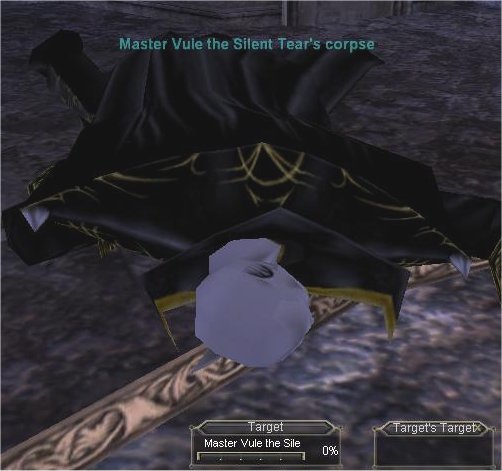 Master Vule the Silent Tear's corpse
Target
Target's Target
Master Vule the Sile
0%